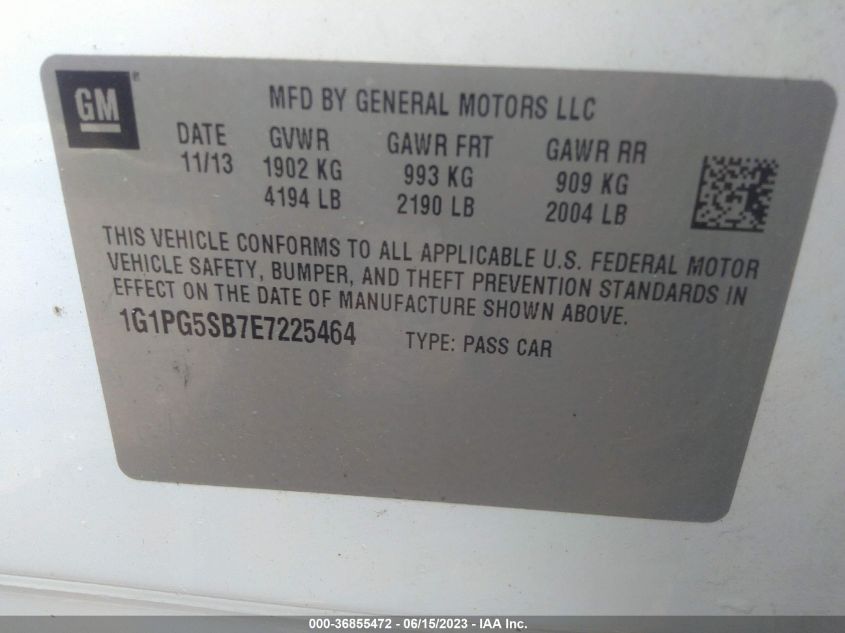 GM
MFD BY GENERAL MOTORS LLC
DATE GVWR GAWR FRT GAWR RR
11/13 1902 KG 993 KG 909 KG
4194 LB 2190 LB 2004 LB
THIS VEHICLE CONFORMS TO ALL APPLICABLE U.S. FEDERAL MOTOR
VEHICLE SAFETY, BUMPER, AND THEFT PREVENTION STANDARDS IN
EFFECT ON THE DATE OF MANUFACTURE SHOWN ABOVE.
1G1PG5SB7E7225464 TYPE: PASS CAR
000-36855472 - 06/15/2023 - IAA Inc.